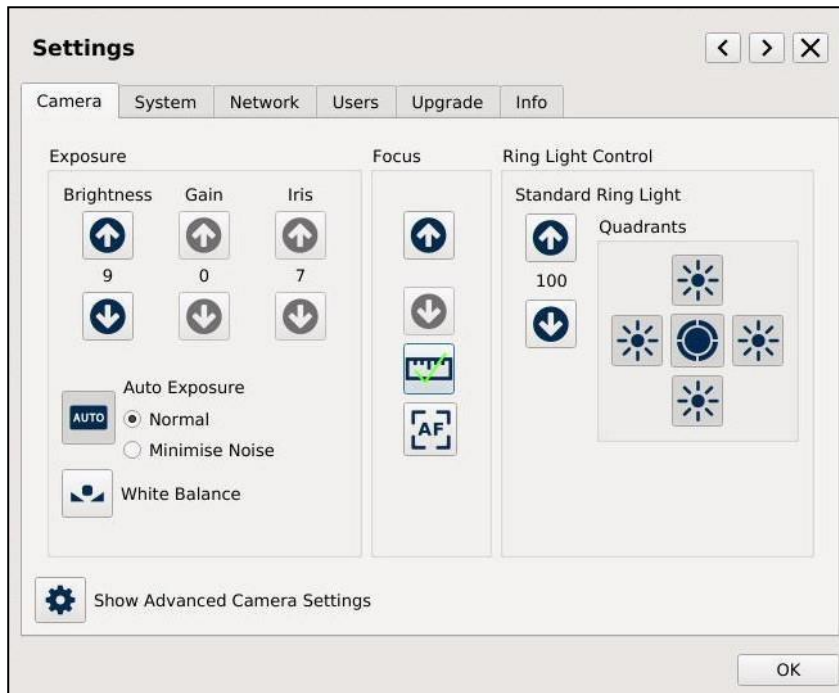 Settings
Camera System Network Users Upgrade Info
Exposure Focus Ring Light Control
Brightness Gain Iris Standard Ring Light
Quadrants
9 0 7 100
Auto Exposure
AUTO
Normal
AF
Minimise Noise
White Balance
Show Advanced Camera Settings
OK